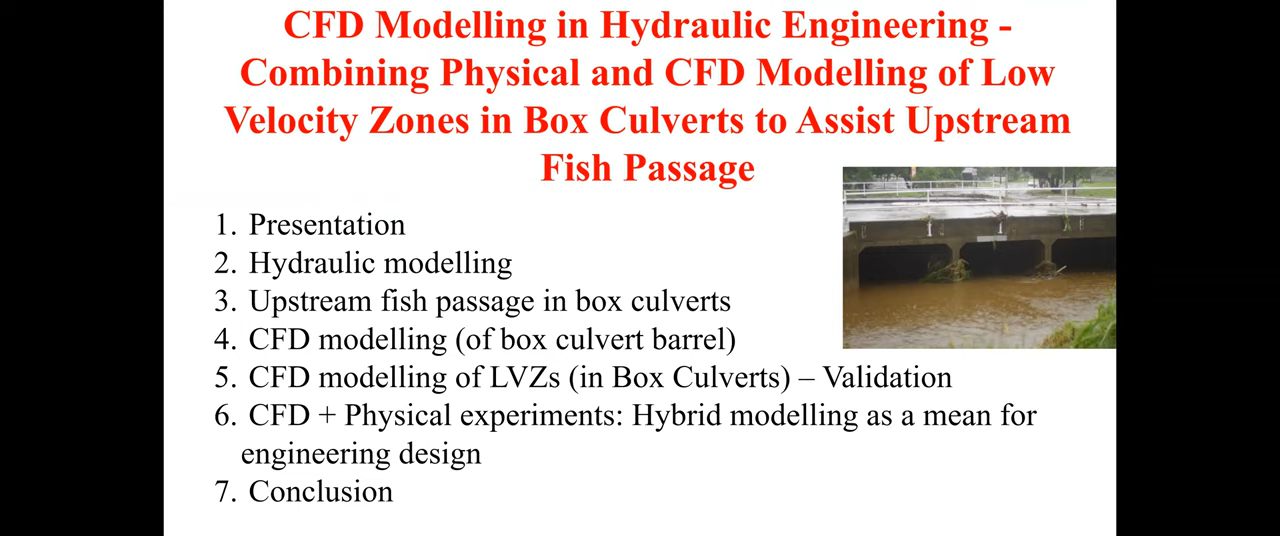 CFD Modelling in Hydraulic Engineering -
Combining Physical and CFD Modelling of Low
Velocity Zones in Box Culverts to Assist Upstream
Fish Passage
1. Presentation
2. Hydraulic modelling
3. Upstream fish passage in box culverts
4. CFD modelling (of box culvert barrel)
5. CFD modelling of LVZs (in Box Culverts) – Validation
6. CFD + Physical experiments: Hybrid modelling as a mean for
engineering design
7. Conclusion